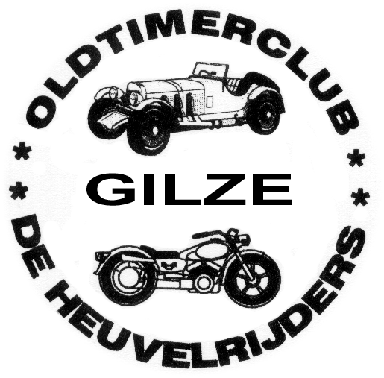 * OLDTIMERCLUB *
GILZE
* DE HEUVELRIJDERS *